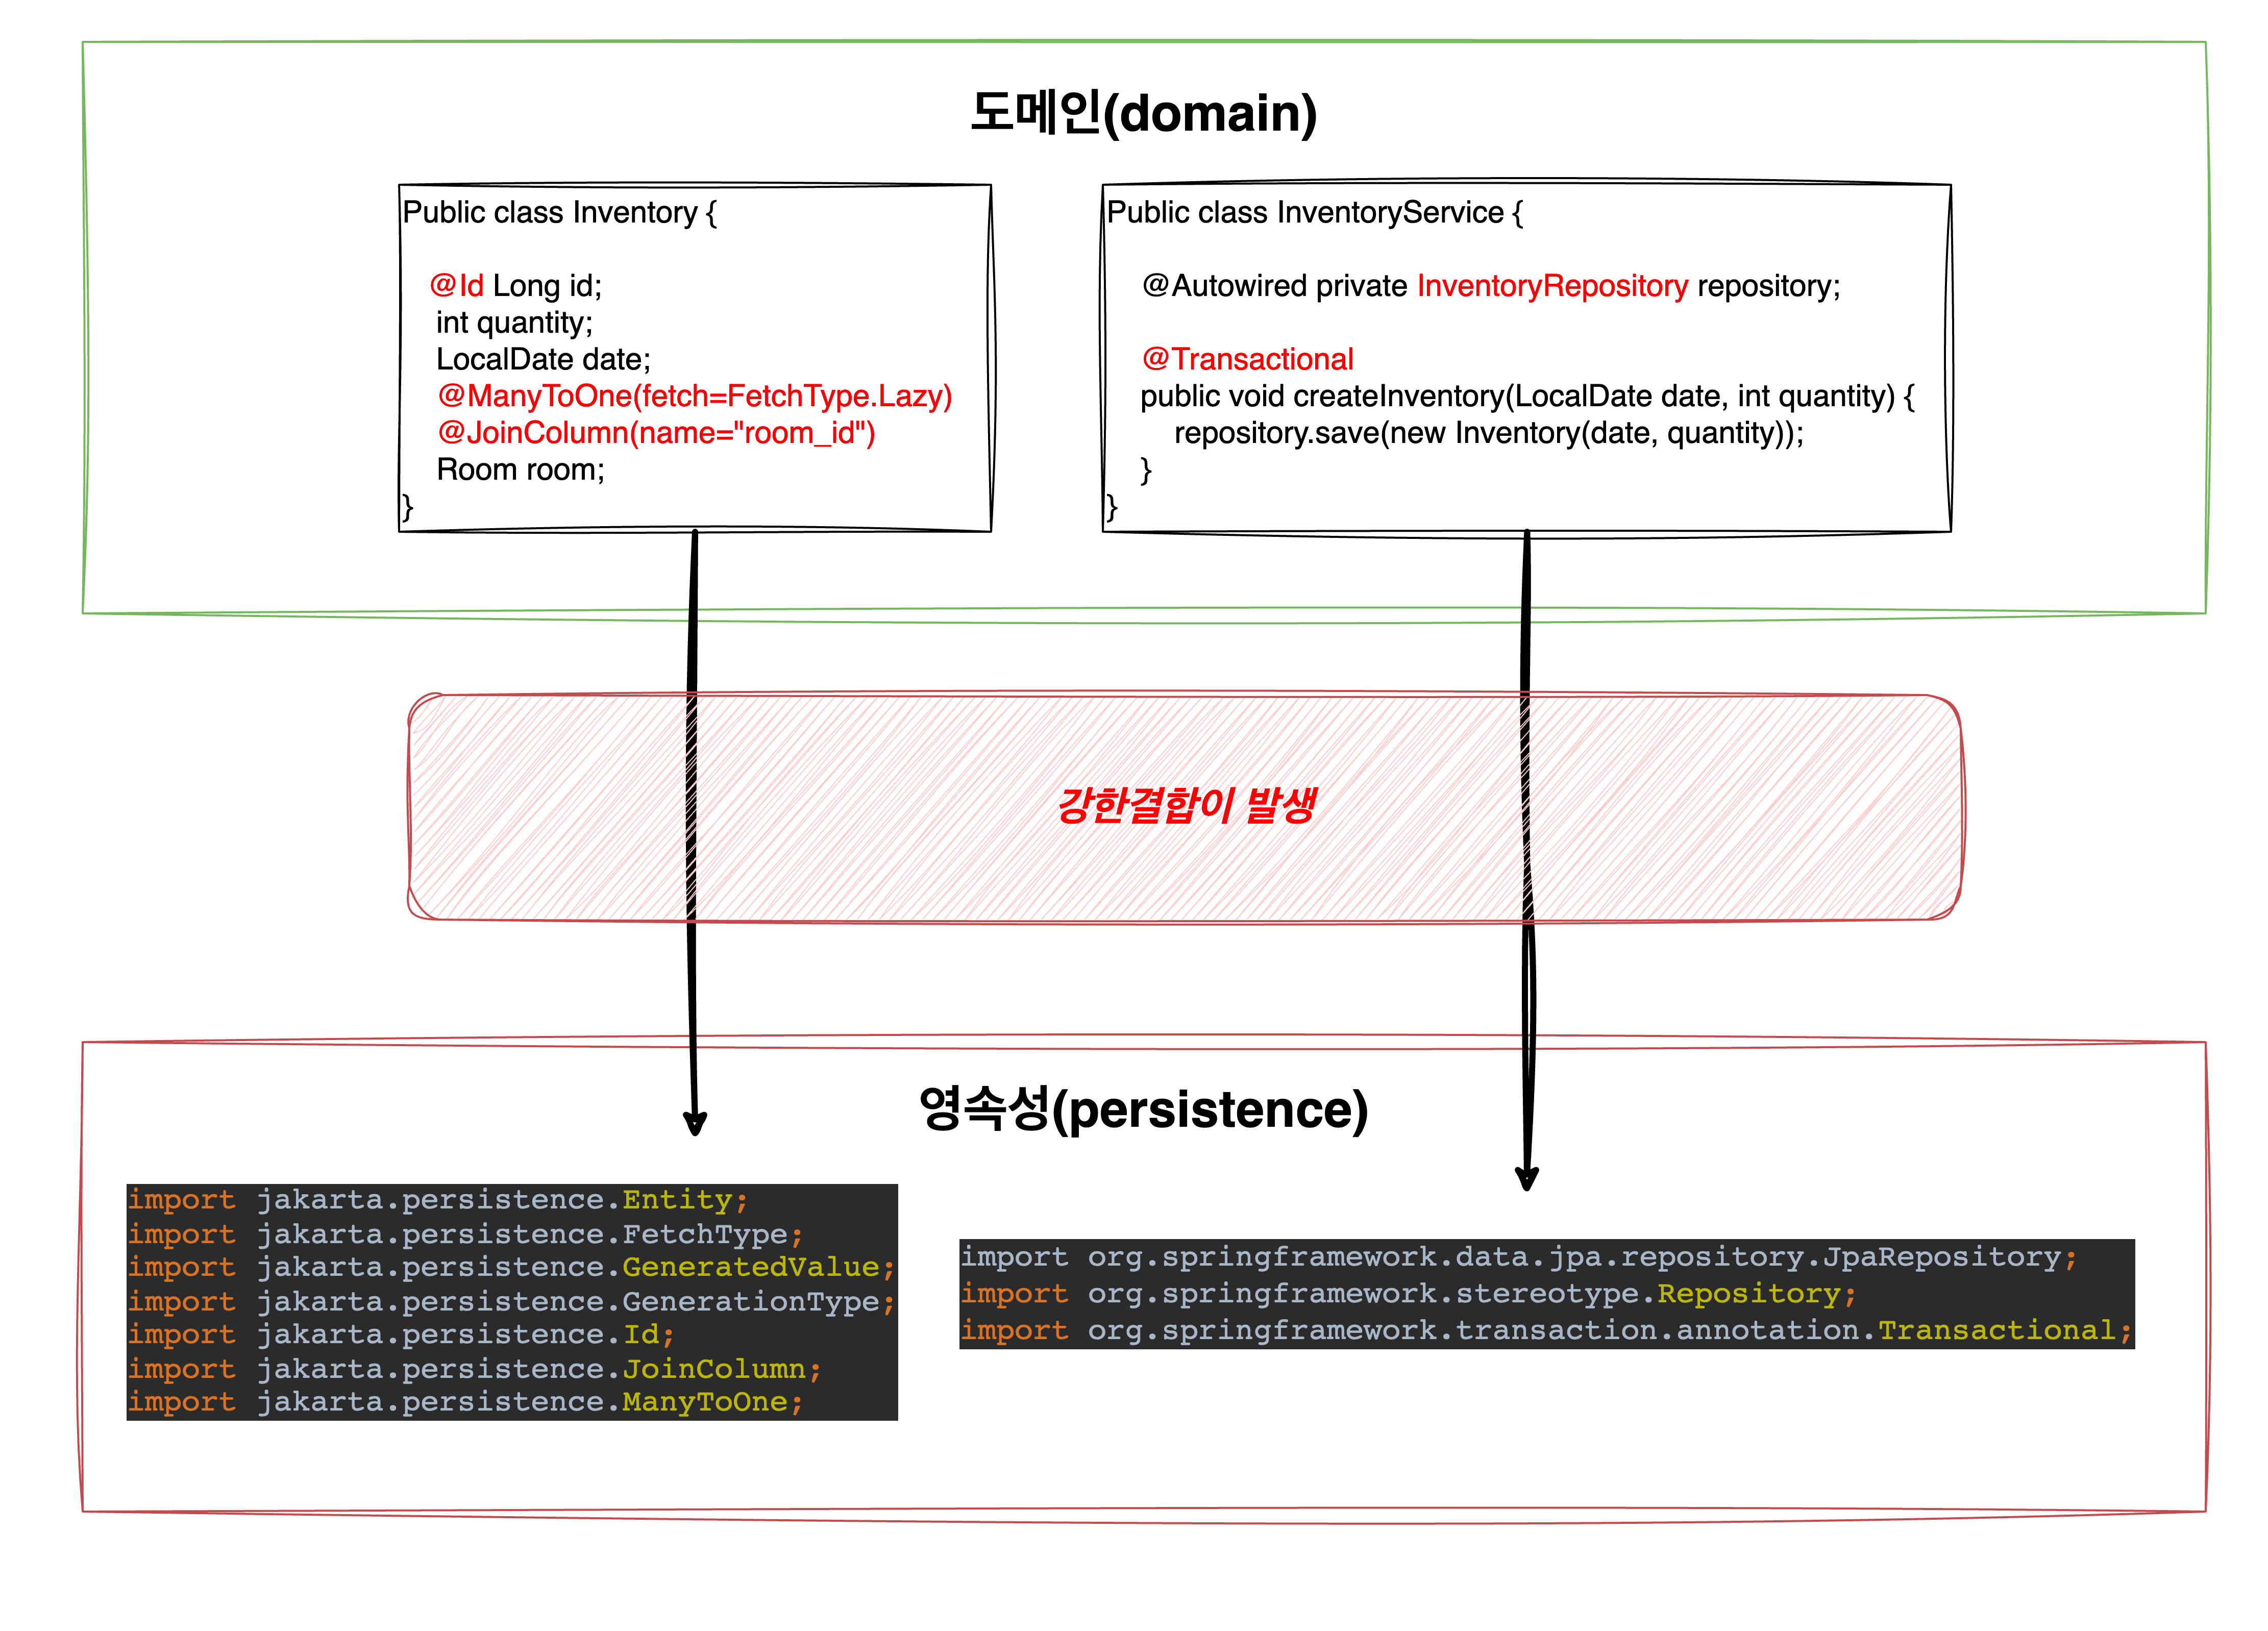 도메인(domain)
Public class Inventory {
@Id Long id;
int quantity;
LocalDate date;
@ManyToOne(fetch=FetchType.Lazy)
@JoinColumn(name="room_id")
Room room;
}
Public class InventoryService {
@Autowired private InventoryRepository repository;
@Transactional
public void createInventory(LocalDate date, int quantity) {
repository.save(new Inventory(date, quantity));
}
}
강한결합이 발생
영속성(persistence)
import jakarta.persistence.Entity;
import jakarta.persistence.FetchType;
import jakarta.persistence.GeneratedValue;
import jakarta.persistence.GenerationType;
import jakarta.persistence.Id;
import jakarta.persistence.JoinColumn;
import jakarta.persistence.ManyToOne;
import org.springframework.data.jpa.repository.JpaRepository;
import org.springframework.stereotype.Repository;
import org.springframework.transaction.annotation.Transactional;